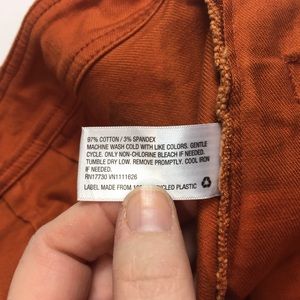 97% COTTON / 3% SPANDEX
MACHINE WASH COLD WITH LIKE COLORS. GENTLE
CYCLE. ONLY NON-CHLORINE BLEACH IF NEEDED.
TUMBLE DRY LOW. REMOVE PROMPTLY. COOL IRON
IF NEEDED.
RN17730 VN1111626
LABEL MADE FROM PLASTIC